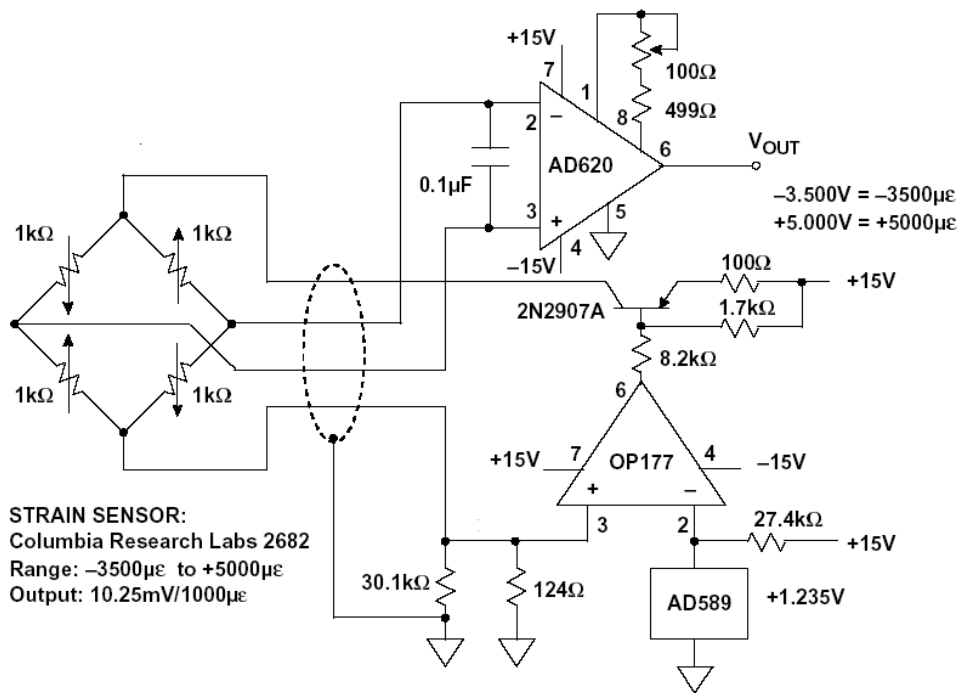 +15V
7
1
100Ω
499Ω
8
2
–
6
V_OUT
AD620
0.1µF
3
+
5
4
–15V
–3.500V = –3500µε
+5.000V = +5000µε
1kΩ
1kΩ
1kΩ
1kΩ
100Ω
+15V
2N2907A
1.7kΩ
8.2kΩ
6
+15V
7
OP177
4
–15V
+
–
3
2
27.4kΩ
+15V
STRAIN SENSOR:
Columbia Research Labs 2682
Range: –3500µε to +5000µε
Output: 10.25mV/1000µε
30.1kΩ
124Ω
AD589
+1.235V